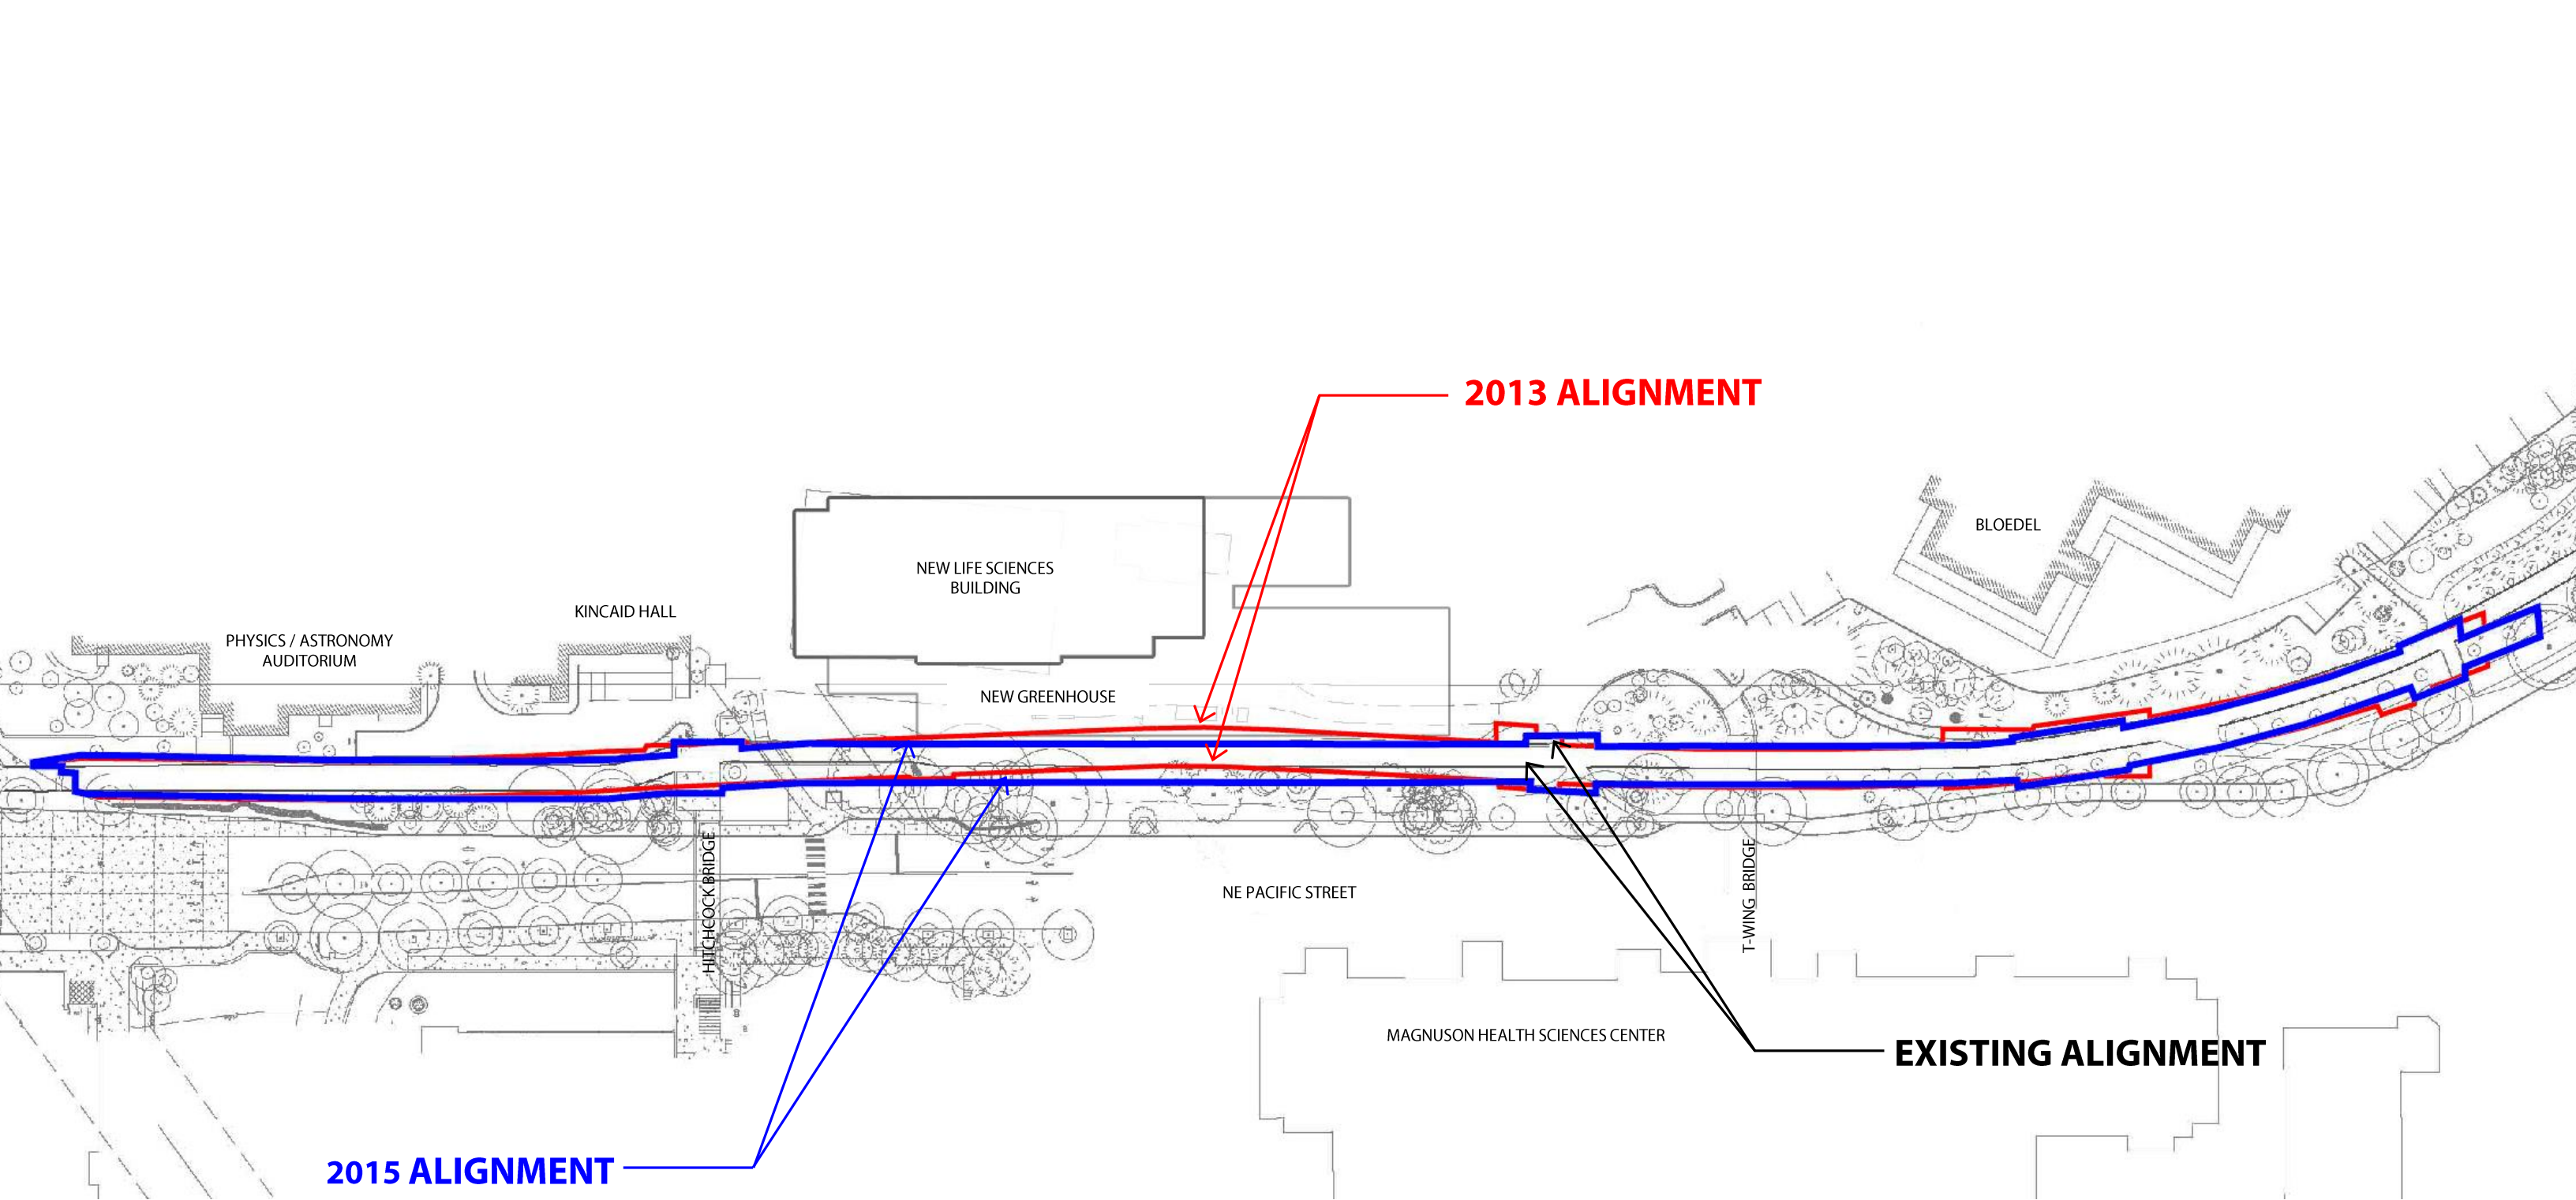 2013 ALIGNMENT
BLOEDEL
NEW LIFE SCIENCES
BUILDING
KINCAID HALL
PHYSICS / ASTRONOMY
AUDITORIUM
NEW GREENHOUSE
HITCHCOCK BRIDGE
NE PACIFIC STREET
T-WING BRIDGE
MAGNUSON HEALTH SCIENCES CENTER
EXISTING ALIGNMENT
2015 ALIGNMENT